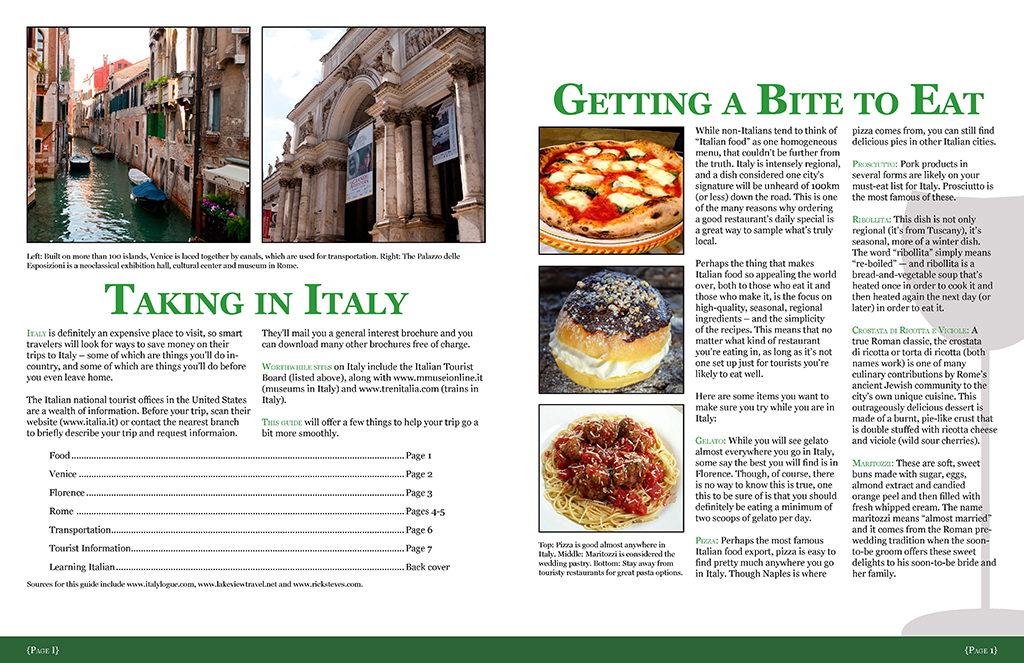 Left: Built on more than 100 islands, Venice is laced together by canals, which are used for transportation. Right: The Palazzo delle
Esposizioni is a neoclassical exhibition hall, cultural center and museum in Rome.
Taking in Italy
Italy is definitely an expensive place to visit, so smart
travelers will look for ways to save money on their
trips to Italy – some of which are things you'll do in-
country, and some of which are things you'll do before
you even leave home.
The Italian national tourist offices in the United States
are a wealth of information. Before your trip, scan their
website (www.italia.it) or contact the nearest branch
to briefly describe your trip and request informaion.
They'll mail you a general interest brochure and you
can download many other brochures free of charge.
Worthwhile sites on Italy include the Italian Tourist
Board (listed above), along with www.mmuseionline.it
(museums in Italy) and www.trenitalia.com (trains in
Italy).
This guide will offer a few things to help your trip go a
bit more smoothly.
Food Page 1
Venice Page 2
Florence Page 3
Rome Pages 4-5
Transportation Page 6
Tourist Information Page 7
Learning Italian Back cover
Sources for this guide include www.italylogue.com, www.lakeviewtravel.net and www.ricksteves.com.
{Page I}
Getting a Bite to Eat
Top: Pizza is good almost anywhere in
Italy. Middle: Maritozzi is considered the
wedding pastry. Bottom: Stay away from
touristy restaurants for great pasta options.
While non-Italians tend to think of
"Italian food" as one homogeneous
menu, that couldn't be further from
the truth. Italy is intensely regional,
and a dish considered one city's
signature will be unheard of 100km
(or less) down the road. This is one
of the many reasons why ordering
a good restaurant's daily special is
a great way to sample what's truly
local.
Perhaps the thing that makes
Italian food so appealing the world
over, both to those who eat it and
those who make it, is the focus on
high-quality, seasonal, regional
ingredients – and the simplicity
of the recipes. This means that no
matter what kind of restaurant
you're eating in, as long as it's not
one set up just for tourists you're
likely to eat well.
Here are some items you want to
make sure you try while you are in
Italy:
Gelato: While you will see gelato
almost everywhere you go in Italy,
some say the best you will find is in
Florence. Though, of course, there
is no way to know this is true, one
this to be sure of is that you should
definitely be eating a minimum of
two scoops of gelato per day.
Pizza: Perhaps the most famous
Italian food export, pizza is easy to
find pretty much anywhere you go
in Italy. Though Naples is where
pizza comes from, you can still find
delicious pies in other Italian cities.
Prosciutto: Pork products in
several forms are likely on your
must-eat list for Italy. Prosciutto is
the most famous of these.
Ribollita: This dish is not only
regional (it's from Tuscany), it's
seasonal, more of a winter dish.
The word "ribollita" simply means
"re-boiled" — and ribollita is a
bread-and-vegetable soup that's
heated once in order to cook it and
then heated again the next day (or
later) in order to eat it.
Crostata di Ricotta e Viciole: A
true Roman classic, the crostata
di ricotta or torta di ricotta (both
names work) is one of many
culinary contributions by Rome's
ancient Jewish community to the
city's own unique cuisine. This
outrageously delicious dessert is
made of a burnt, pie-like crust that
is double stuffed with ricotta cheese
and viciole (wild sour cherries).
Maritozzi: These are soft, sweet
buns made with sugar, eggs,
almond extract and candied
orange peel and then filled with
fresh whipped cream. The name
maritozzi means "almost married"
and it comes from the Roman pre-
wedding tradition when the soon-
to-be groom offers these sweet
delights to his soon-to-be bride and
her family.
{Page 1}